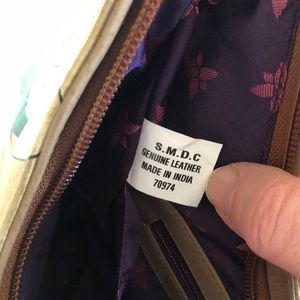 S.M.D.C
GENUINE LEATHER
MADE IN INDIA
70974